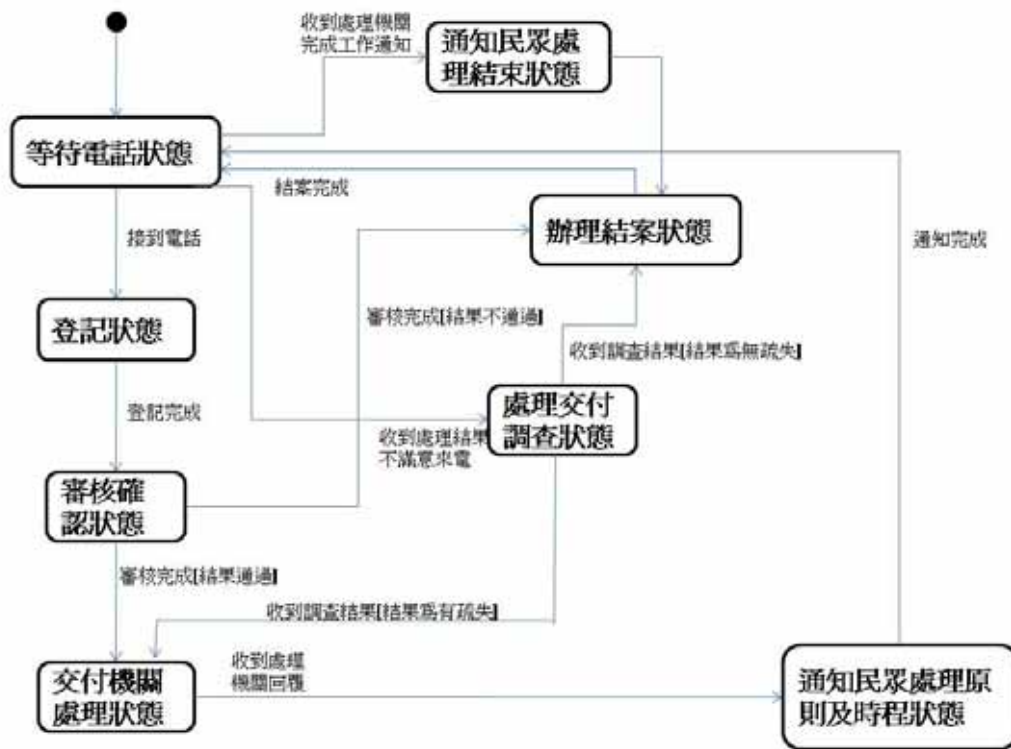 收到處理機關
完成工作通知
通知民眾處
理結束狀態
等待電話狀態
結案完成
辦理結案狀態
通知完成
接到電話
登記狀態
審核完成[結果不通過]
收到調查結果[結果為無疏失]
處理交付
調查狀態
登記完成
收到處理結果
不滿意來電
審核確
認狀態
審核完成[結果通過]
收到調查結果[結果為有疏失]
交付機關
處理狀態
收到處理
機關回覆
通知民眾處理原
則及時程狀態